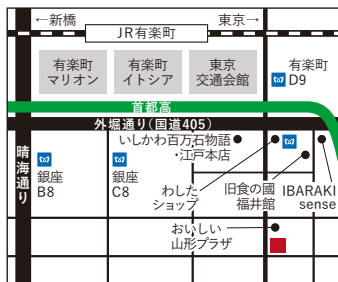 ←新橋
東京→
JR有楽町
有楽町
マリオン
有楽町
イトシア
東京
交通会館
有楽町
D9
首都高
外堀通り(国道405)
晴海通り
銀座
B8
銀座
C8
いしかわ百万石物語
・江戸本店
わした
ショップ
旧食の國
福井館
IBARAKI
sense
おいしい
山形プラザ